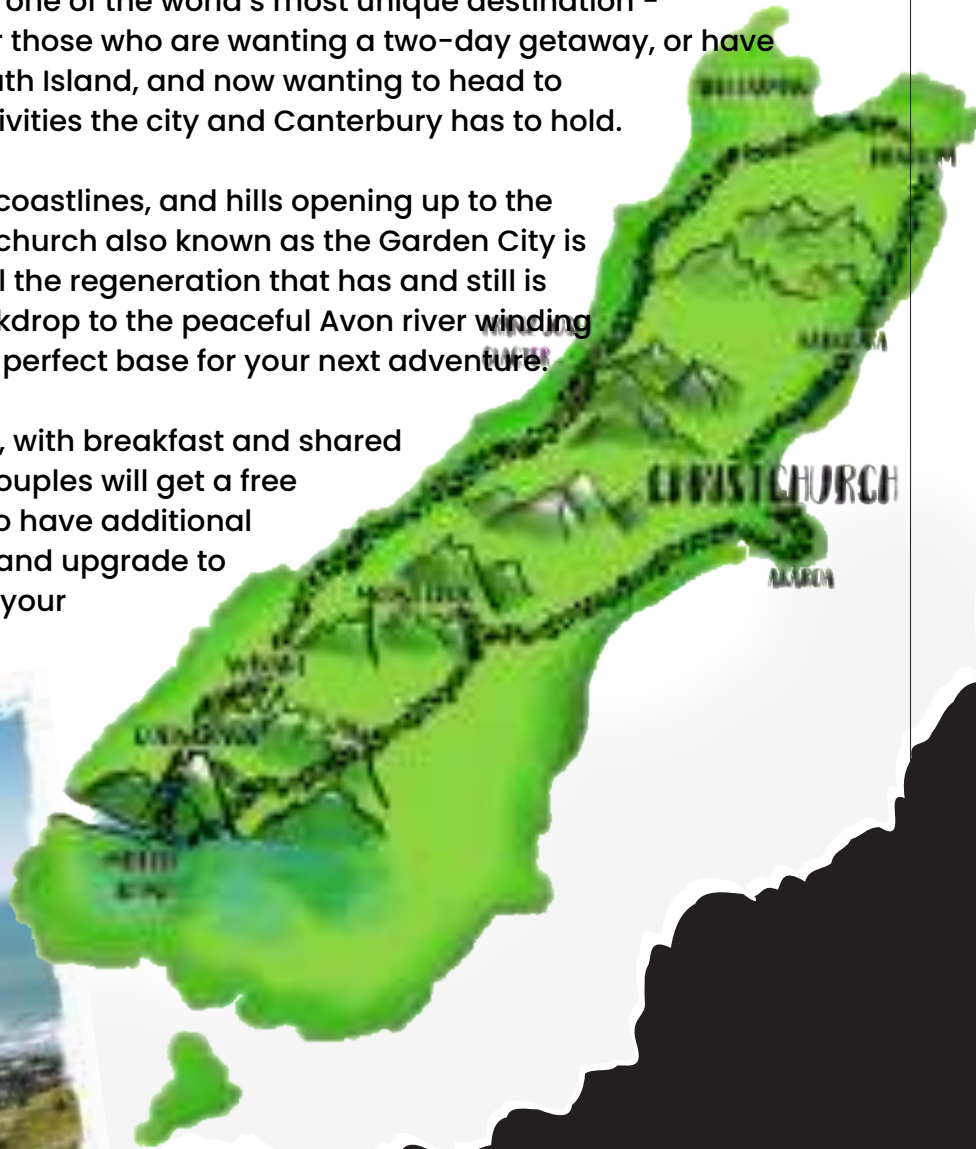 one of the world's most unique destination -
r those who are wanting a two-day getaway, or have
uth Island, and now wanting to head to
ivities the city and Canterbury has to hold.
coastlines, and hills opening up to the
church also known as the Garden City is
l the regeneration that has and still is
kdrop to the peaceful Avon river winding
perfect base for your next adventure.
, with breakfast and shared
ouples will get a free
o have additional
and upgrade to
your
CHRISTCHURCH
AKAROA